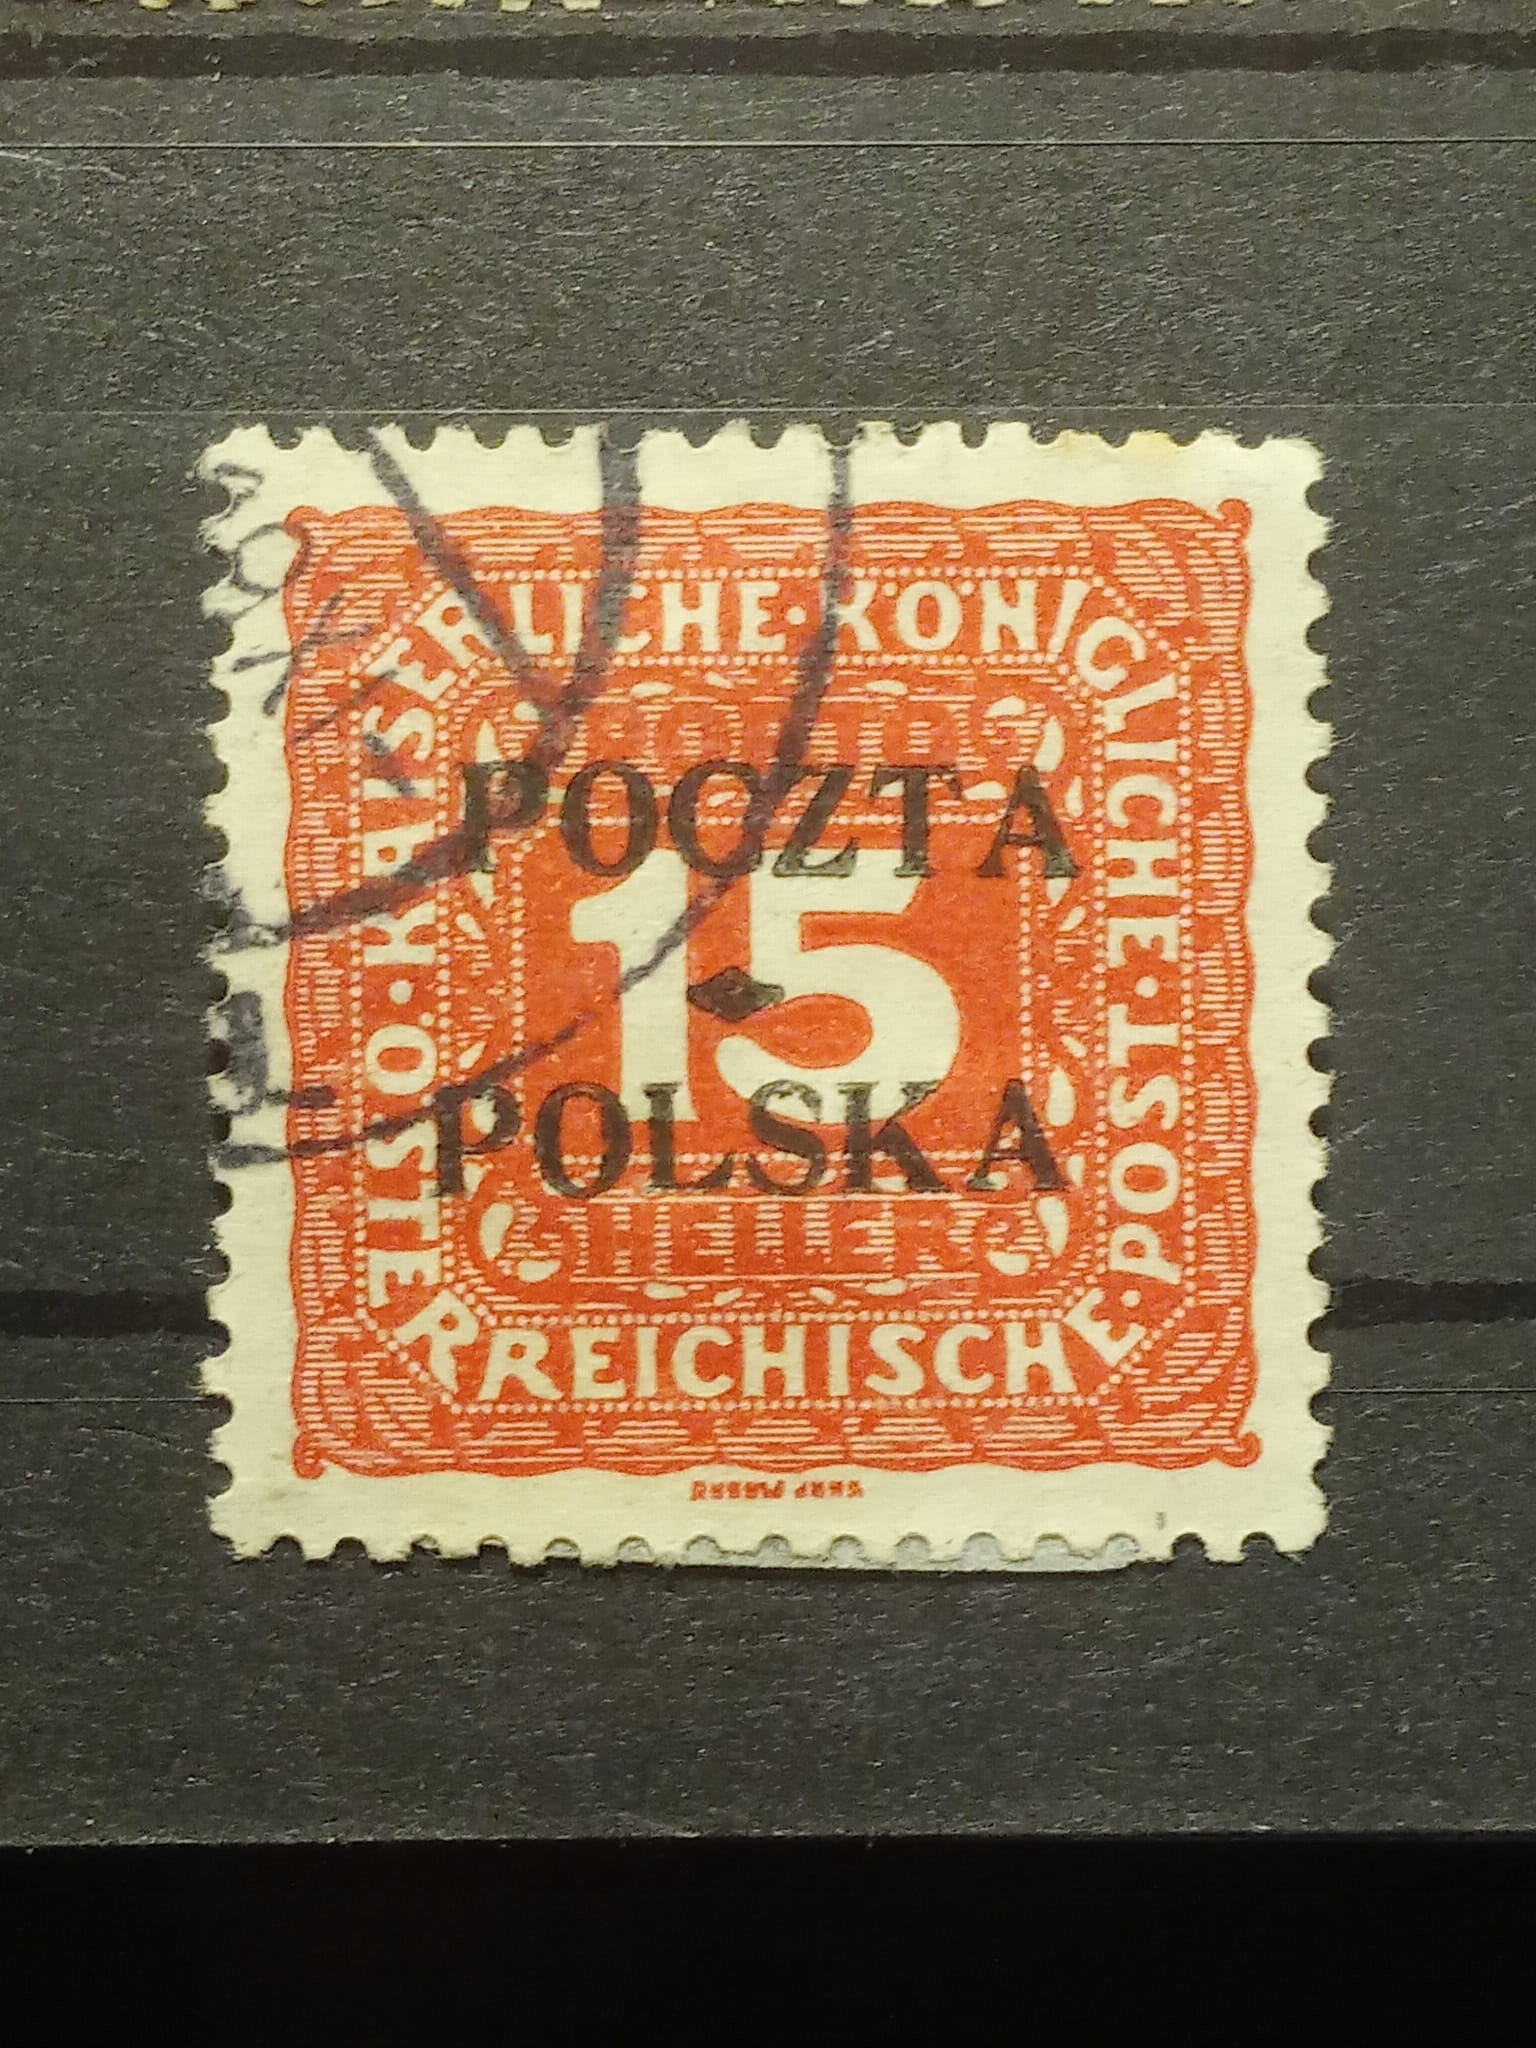 KAISERLICHE·KÖNIGLICHE·POST·
ÖSTERREICHISCHE
PORTO
POCZTA
15
POLSKA
HELLER